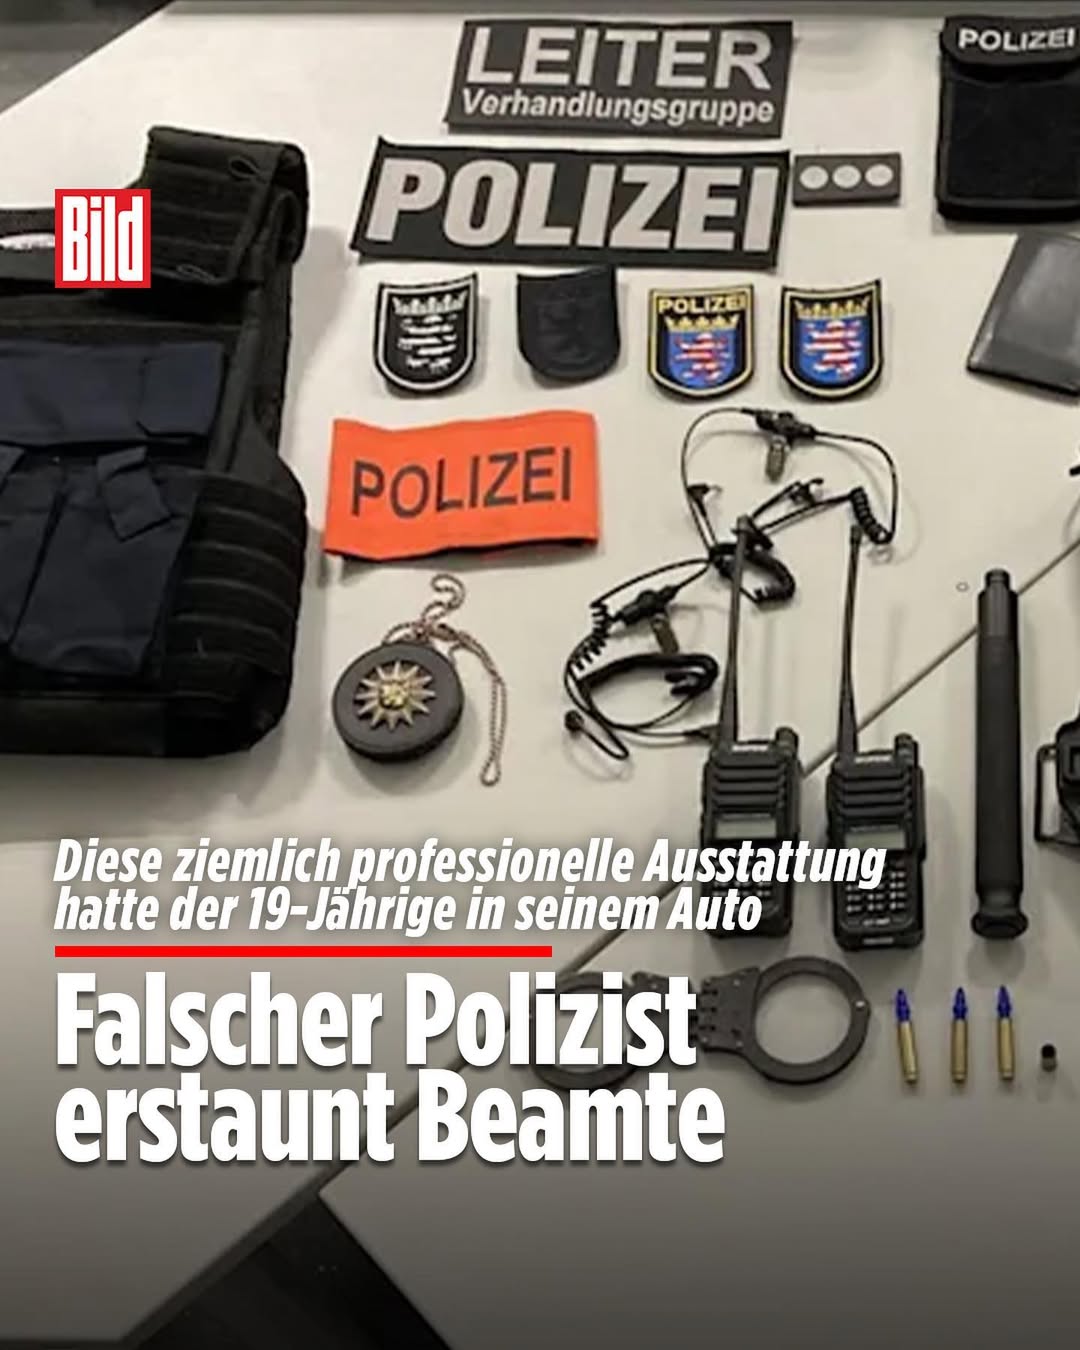 LEITER
Verhandlungsgruppe
POLIZEI
POLIZEI
Bild
POLIZEI
POLIZEI
Diese ziemlich professionelle Ausstattung
hatte der 19-Jährige in seinem Auto
Falscher Polizist
erstaunt Beamte